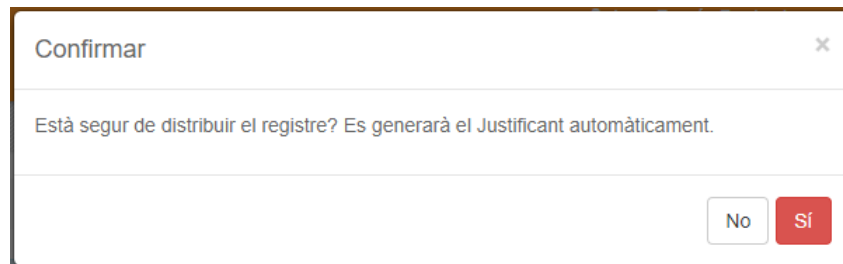 Confirmar ×
Està segur de distribuir el registre? Es generarà el Justificant automàticament.
No Sí